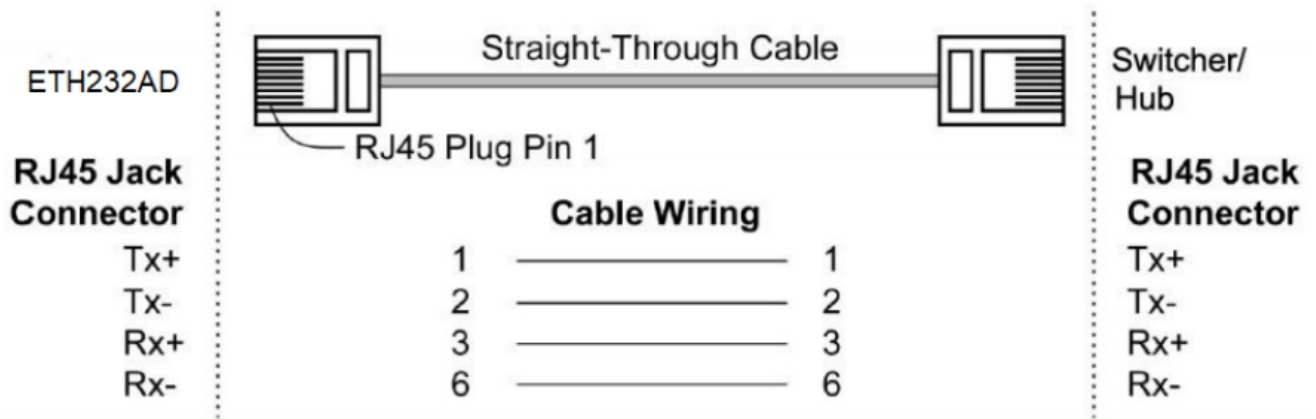 Straight-Through Cable
ETH232AD
Switcher/
Hub
RJ45 Plug Pin 1
RJ45 Jack
Connector
Cable Wiring
RJ45 Jack
Connector
Tx+ 1 1 Tx+
Tx- 2 2 Tx-
Rx+ 3 3 Rx+
Rx- 6 6 Rx-